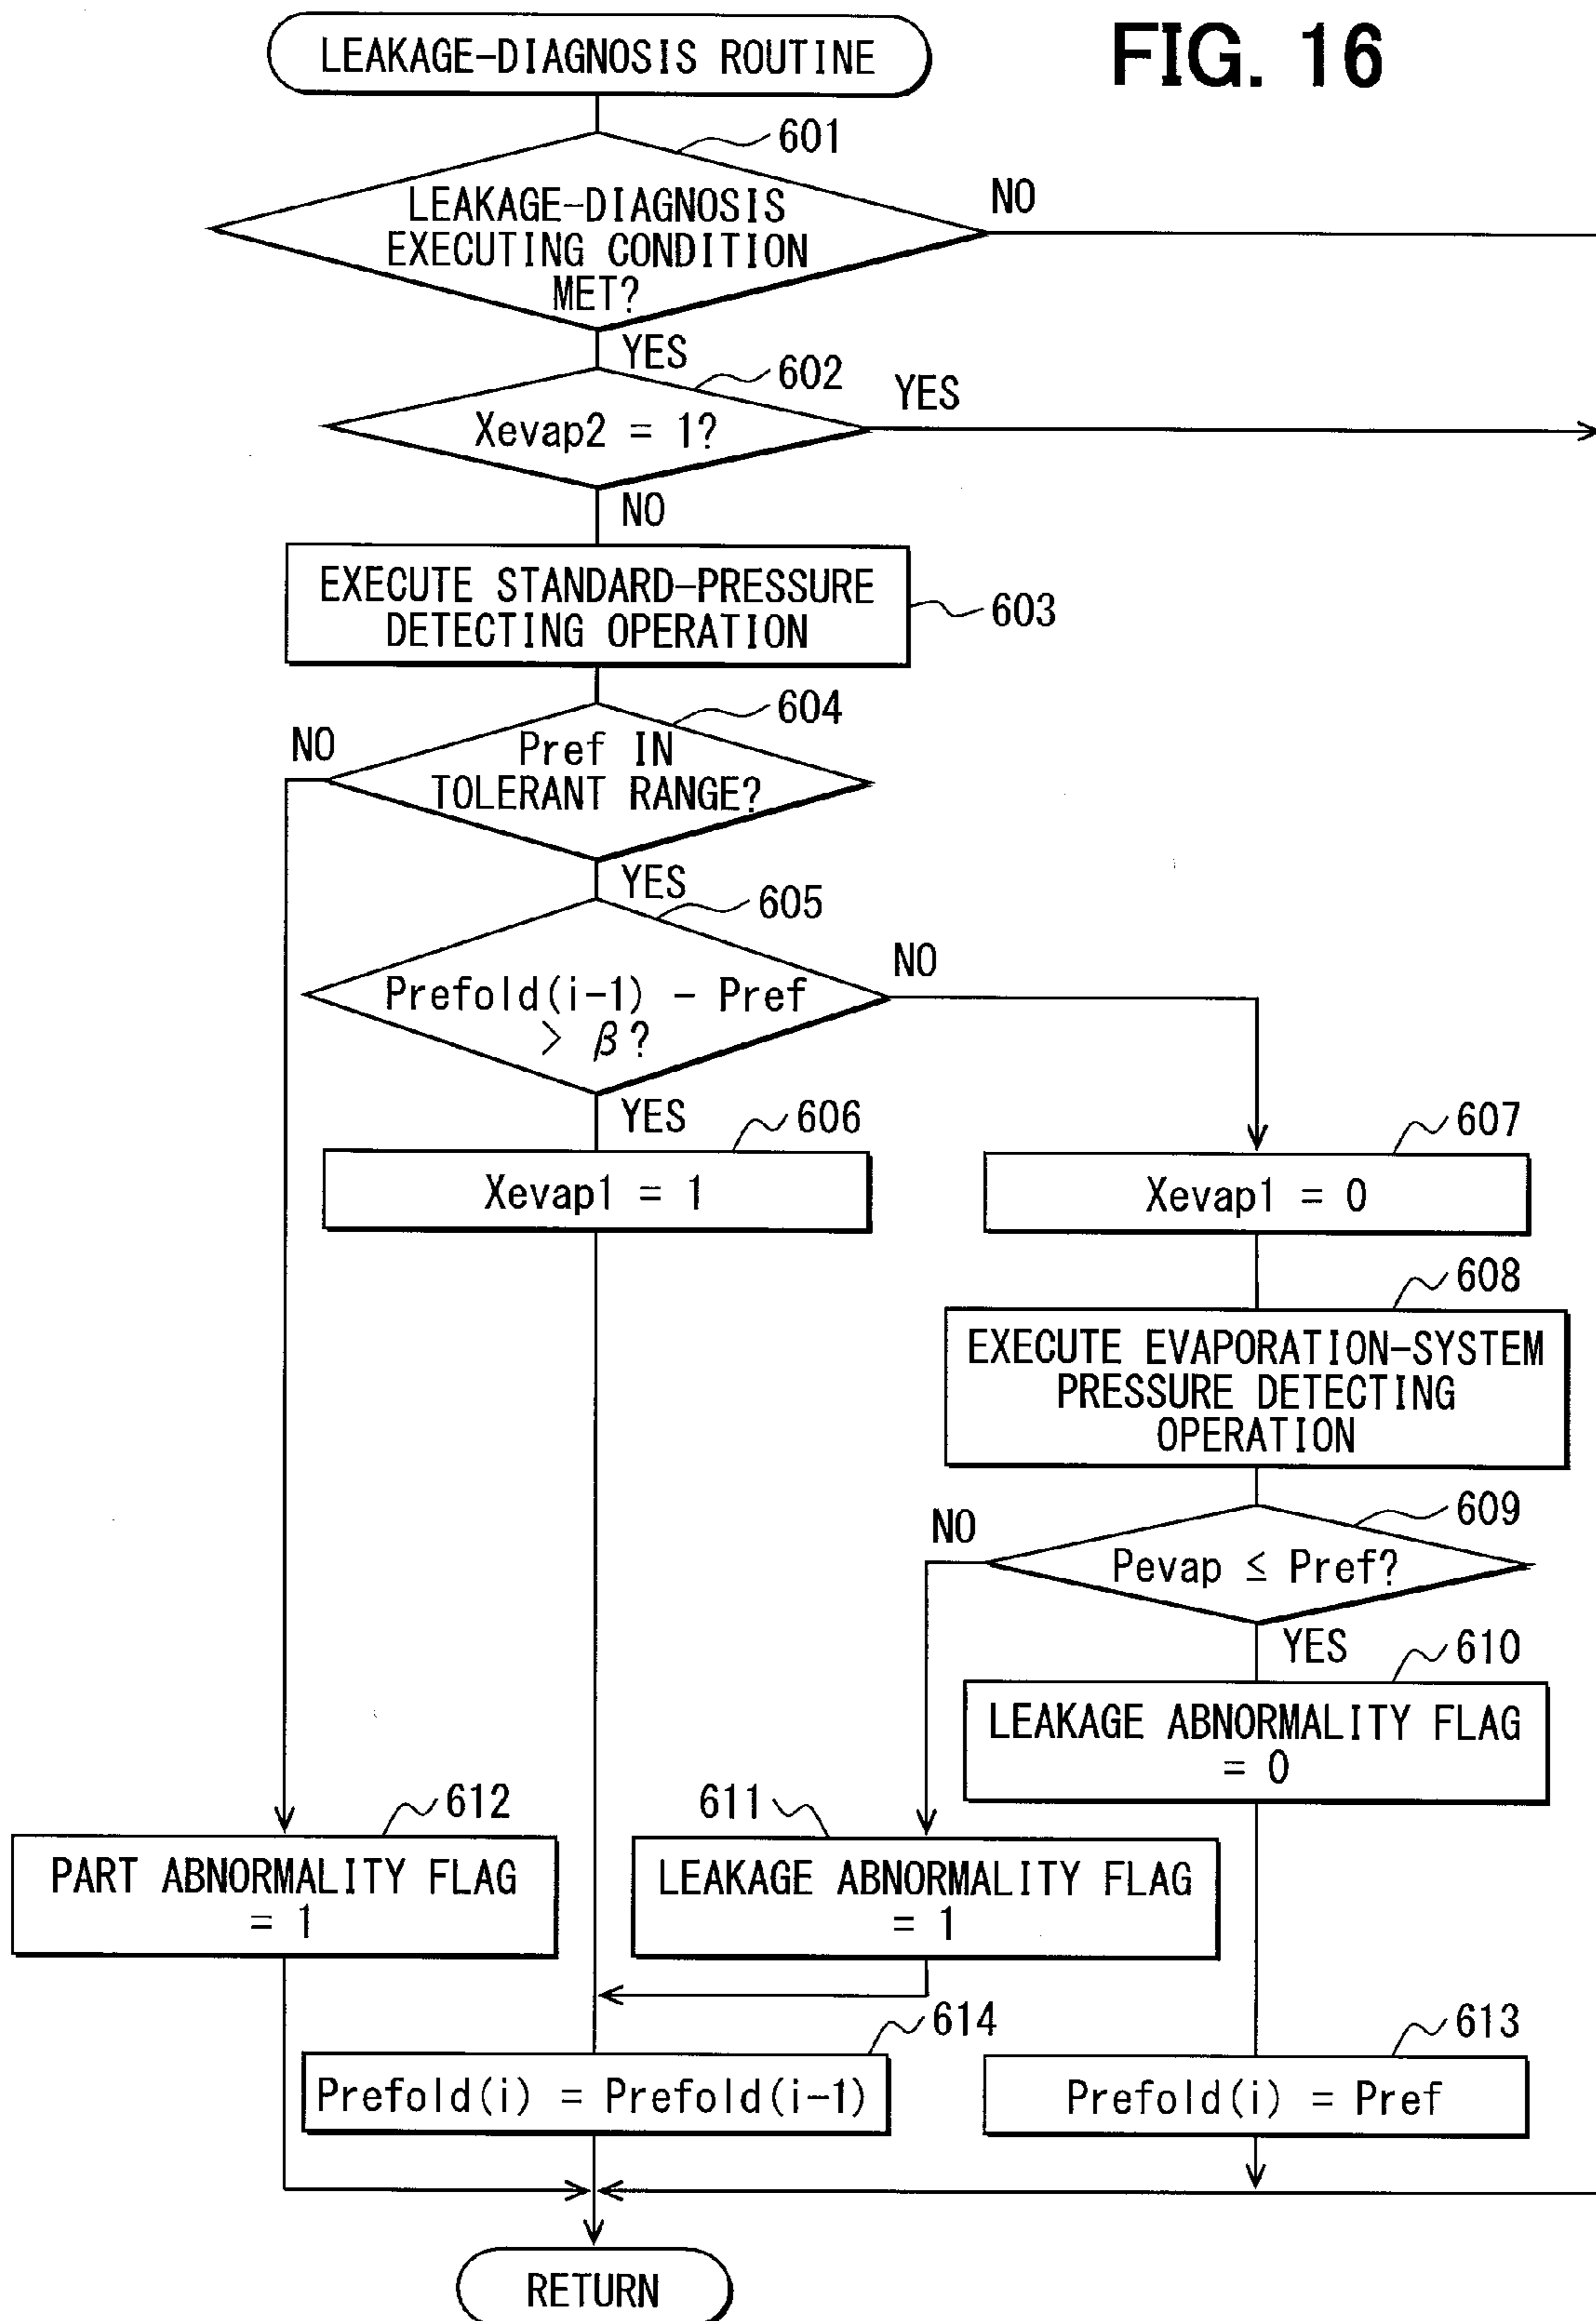 FIG. 16
LEAKAGE-DIAGNOSIS ROUTINE
601
LEAKAGE-DIAGNOSIS
EXECUTING CONDITION
MET?
NO
YES
602
Xevap2 = 1?
YES
NO
EXECUTE STANDARD-PRESSURE
DETECTING OPERATION
603
604
Pref IN
TOLERANT RANGE?
NO
YES
605
Prefold(i-1) - Pref
> β?
NO
YES
606
Xevap1 = 1
607
Xevap1 = 0
608
EXECUTE EVAPORATION-SYSTEM
PRESSURE DETECTING
OPERATION
609
NO
Pevap ≤ Pref?
YES
610
LEAKAGE ABNORMALITY FLAG
= 0
612
PART ABNORMALITY FLAG
= 1
611
LEAKAGE ABNORMALITY FLAG
= 1
614
Prefold(i) = Prefold(i-1)
613
Prefold(i) = Pref
RETURN